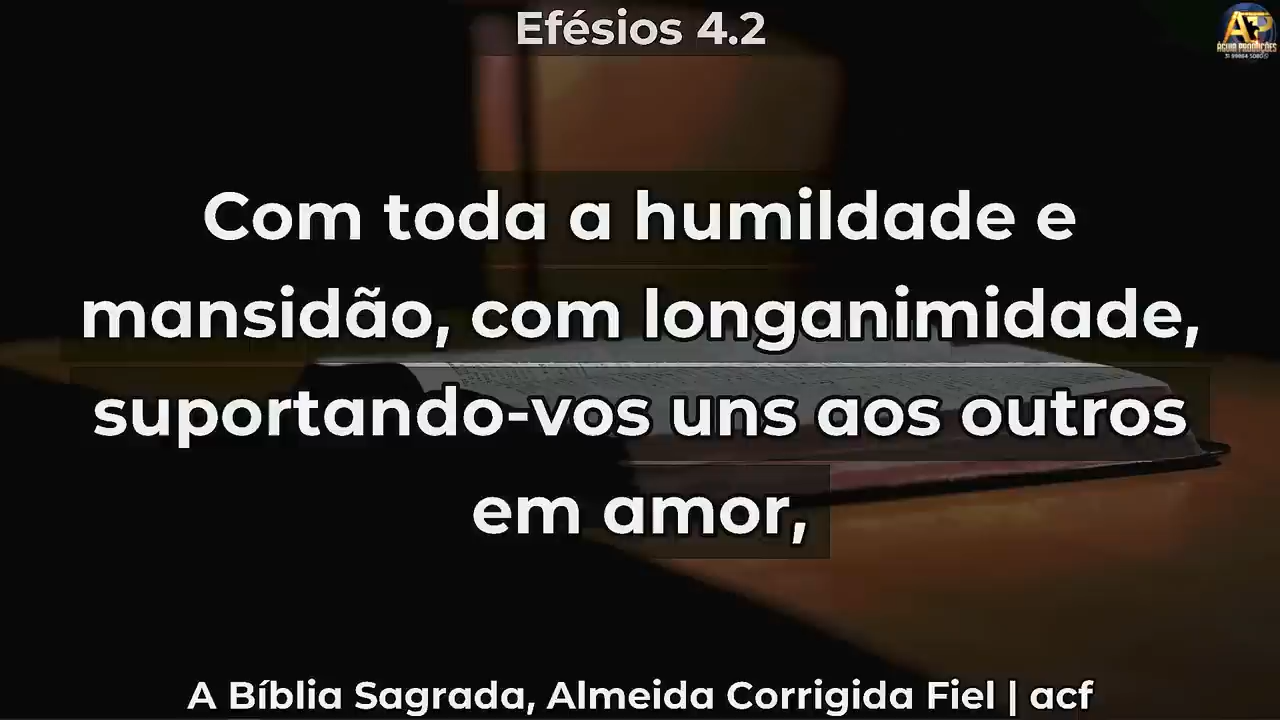 Efésios 4.2
Com toda a humildade e
mansidão, com longanimidade,
suportando-vos uns aos outros
em amor,
A Bíblia Sagrada, Almeida Corrigida Fiel | acf